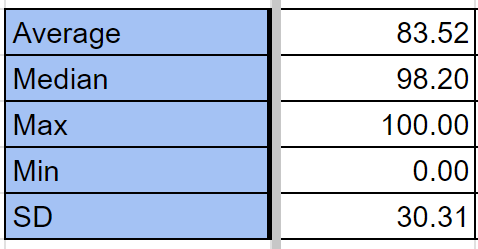 Average 83.52
Median 98.20
Max 100.00
Min 0.00
SD 30.31